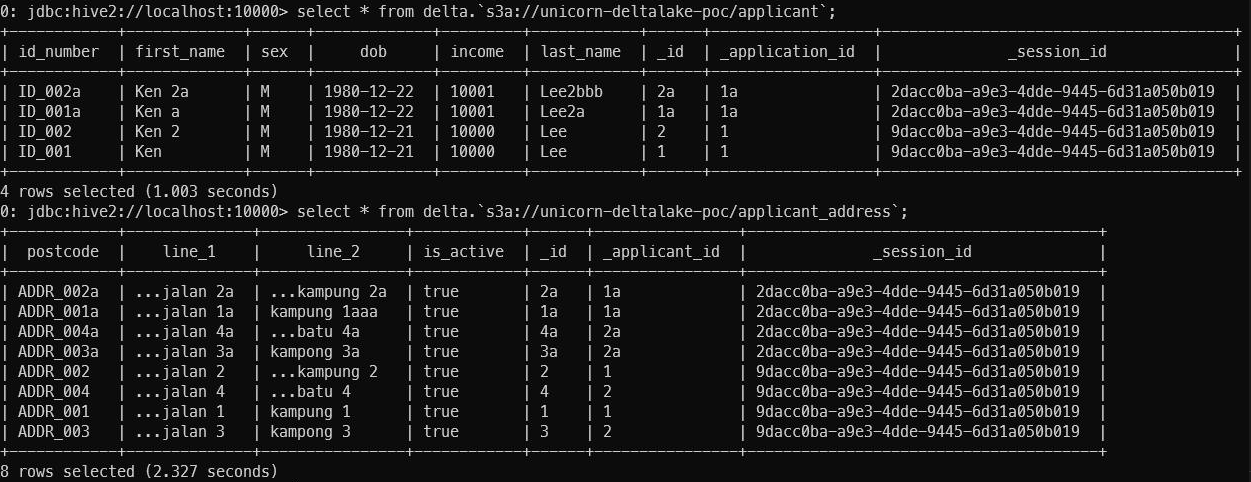 0: jdbc:hive2://localhost:10000> select * from delta.`s3a://unicorn-deltalake-poc/applicant`;
+------------+-------------+------+-------------+---------+------------+------+------------------+---------------------------------------+
| id_number | first_name | sex | dob | income | last_name | _id | _application_id | _session_id |
+------------+-------------+------+-------------+---------+------------+------+------------------+---------------------------------------+
| ID_002a | Ken 2a | M | 1980-12-22 | 10001 | Lee2bbb | 2a | 1a | 2dacc0ba-a9e3-4dde-9445-6d31a050b019 |
| ID_001a | Ken a | M | 1980-12-22 | 10001 | Lee2a | 1a | 1a | 2dacc0ba-a9e3-4dde-9445-6d31a050b019 |
| ID_002 | Ken 2 | M | 1980-12-21 | 10000 | Lee | 2 | 1 | 9dacc0ba-a9e3-4dde-9445-6d31a050b019 |
| ID_001 | Ken | M | 1980-12-21 | 10000 | Lee | 1 | 1 | 9dacc0ba-a9e3-4dde-9445-6d31a050b019 |
+------------+-------------+------+-------------+---------+------------+------+------------------+---------------------------------------+
4 rows selected (1.003 seconds)
0: jdbc:hive2://localhost:10000> select * from delta.`s3a://unicorn-deltalake-poc/applicant_address`;
+------------+--------------+----------------+------------+------+----------------+---------------------------------------+
| postcode | line_1 | line_2 | is_active | _id | _applicant_id | _session_id |
+------------+--------------+----------------+------------+------+----------------+---------------------------------------+
| ADDR_002a | ...jalan 2a | ...kampung 2a | true | 2a | 1a | 2dacc0ba-a9e3-4dde-9445-6d31a050b019 |
| ADDR_001a | ...jalan 1a | kampung 1aaa | true | 1a | 1a | 2dacc0ba-a9e3-4dde-9445-6d31a050b019 |
| ADDR_004a | ...jalan 4a | ...batu 4a | true | 4a | 2a | 2dacc0ba-a9e3-4dde-9445-6d31a050b019 |
| ADDR_003a | ...jalan 3a | kampong 3a | true | 3a | 2a | 2dacc0ba-a9e3-4dde-9445-6d31a050b019 |
| ADDR_002 | ...jalan 2 | ...kampung 2 | true | 2 | 1 | 9dacc0ba-a9e3-4dde-9445-6d31a050b019 |
| ADDR_004 | ...jalan 4 | ...batu 4 | true | 4 | 2 | 9dacc0ba-a9e3-4dde-9445-6d31a050b019 |
| ADDR_001 | ...jalan 1 | kampung 1 | true | 1 | 1 | 9dacc0ba-a9e3-4dde-9445-6d31a050b019 |
| ADDR_003 | ...jalan 3 | kampong 3 | true | 3 | 2 | 9dacc0ba-a9e3-4dde-9445-6d31a050b019 |
+------------+--------------+----------------+------------+------+----------------+---------------------------------------+
8 rows selected (2.327 seconds)